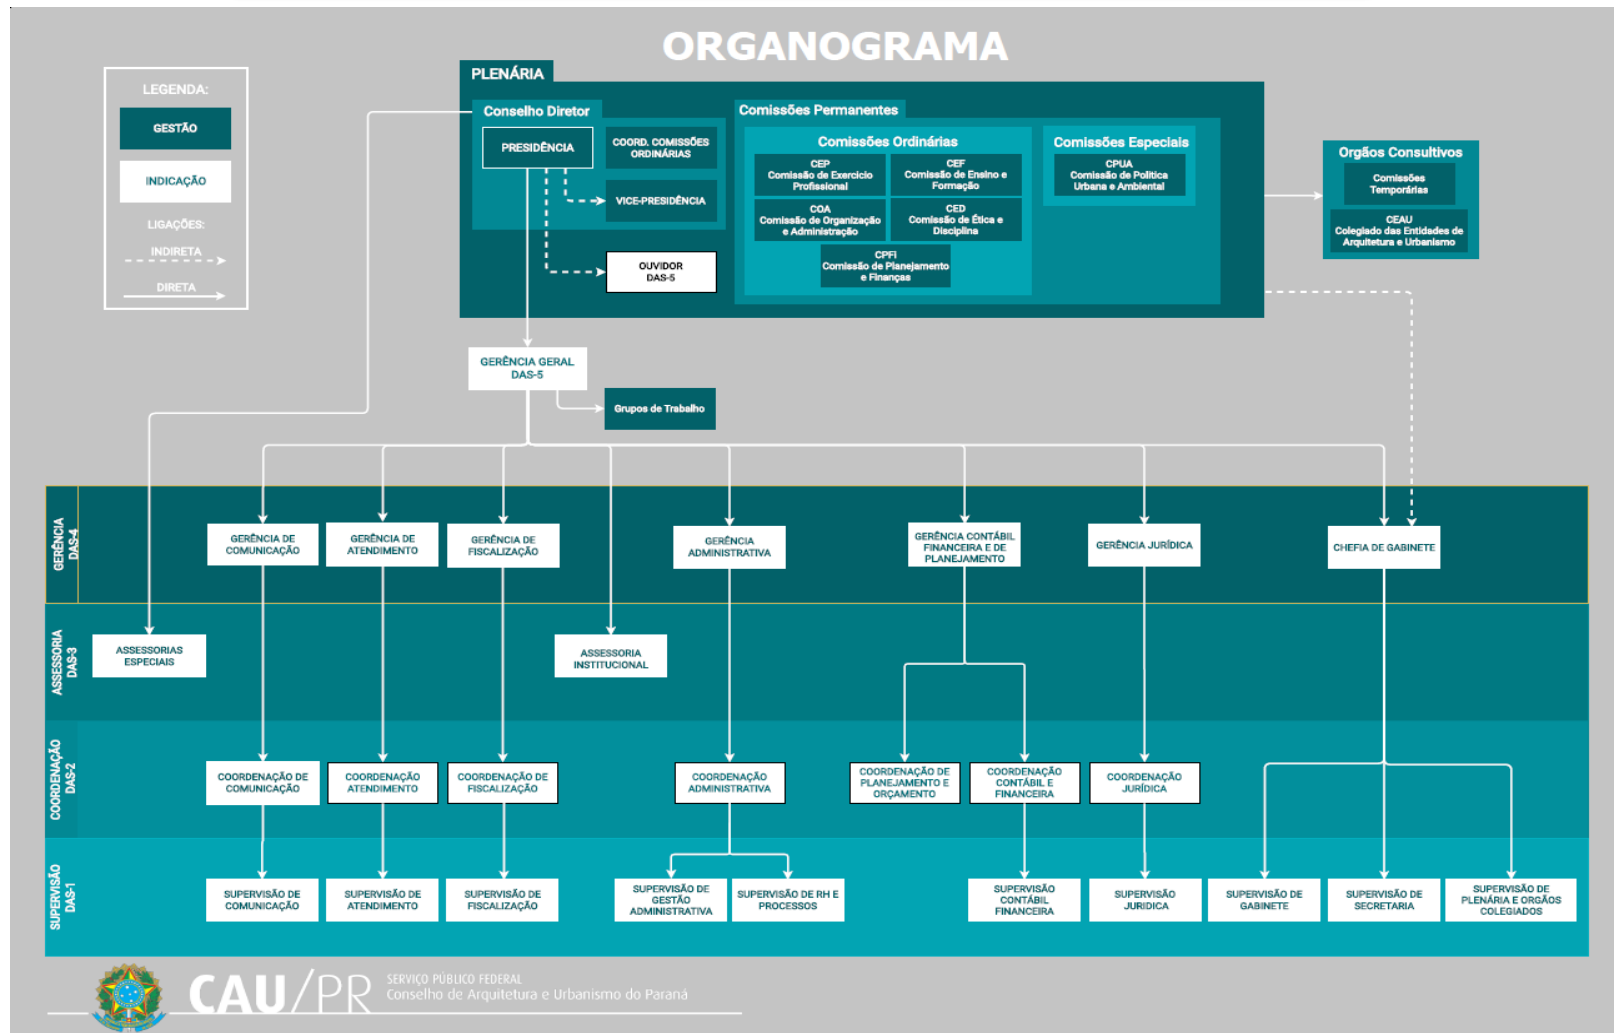 ORGANOGRAMA
LEGENDA:
GESTÃO
INDICAÇÃO
LIGAÇÕES:
INDIRETA
DIRETA
PLENÁRIA
Conselho Diretor
PRESIDÊNCIA
COORD. COMISSÕES
ORDINÁRIAS
VICE-PRESIDÊNCIA
OUVIDOR
DAS-5
Comissões Permanentes
Comissões Ordinárias
CEP
Comissão de Exercício
Profissional
CEF
Comissão de Ensino e
Formação
COA
Comissão de Organização
e Administração
CED
Comissão de Ética e
Disciplina
CPFi
Comissão de Planejamento
e Finanças
Comissões Especiais
CPUA
Comissão de Política
Urbana e Ambiental
Orgãos Consultivos
Comissões
Temporárias
CEAU
Colegiado das Entidades de
Arquitetura e Urbanismo
GERÊNCIA GERAL
DAS-5
Grupos de Trabalho
GERÊNCIA
DAS-4
GERÊNCIA DE
COMUNICAÇÃO
GERÊNCIA DE
ATENDIMENTO
GERÊNCIA DE
FISCALIZAÇÃO
GERÊNCIA
ADMINISTRATIVA
GERÊNCIA CONTÁBIL
FINANCEIRA E DE
PLANEJAMENTO
GERÊNCIA JURÍDICA
CHEFIA DE GABINETE
ASSESSORIA
DAS-3
ASSESSORIAS
ESPECIAIS
ASSESSORIA
INSTITUCIONAL
COORDENAÇÃO
DAS-2
COORDENAÇÃO DE
COMUNICAÇÃO
COORDENAÇÃO
ATENDIMENTO
COORDENAÇÃO DE
FISCALIZAÇÃO
COORDENAÇÃO
ADMINISTRATIVA
COORDENAÇÃO DE
PLANEJAMENTO E
ORÇAMENTO
COORDENAÇÃO
CONTÁBIL E
FINANCEIRA
COORDENAÇÃO
JURÍDICA
SUPERVISÃO
DAS-1
SUPERVISÃO DE
COMUNICAÇÃO
SUPERVISÃO DE
ATENDIMENTO
SUPERVISÃO DE
FISCALIZAÇÃO
SUPERVISÃO DE
GESTÃO
ADMINISTRATIVA
SUPERVISÃO DE RH E
PROCESSOS
SUPERVISÃO
CONTÁBIL
FINANCEIRA
SUPERVISÃO
JURIDICA
SUPERVISÃO DE
GABINETE
SUPERVISÃO DE
SECRETARIA
SUPERVISÃO DE
PLENÁRIA E ORGÃOS
COLEGIADOS
CAU/PR
SERVIÇO PÚBLICO FEDERAL
Conselho de Arquitetura e Urbanismo do Paraná